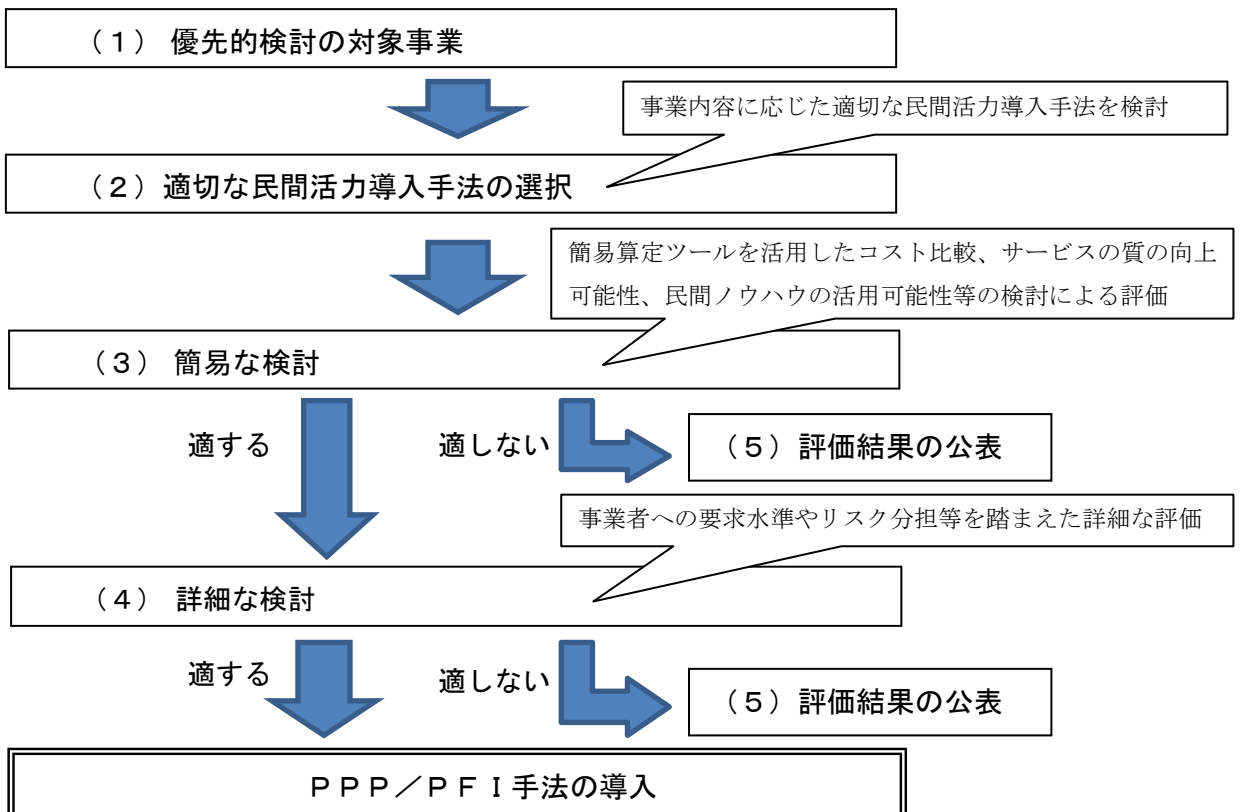 （１） 優先的検討の対象事業
事業内容に応じた適切な民間活力導入手法を検討
（２）適切な民間活力導入手法の選択
簡易算定ツールを活用したコスト比較、サービスの質の向上
可能性、民間ノウハウの活用可能性等の検討による評価
（３） 簡易な検討
適する
適しない
（５）評価結果の公表
事業者への要求水準やリスク分担等を踏まえた詳細な評価
（４） 詳細な検討
適する
適しない
（５）評価結果の公表
ＰＰＰ／ＰＦＩ手法の導入